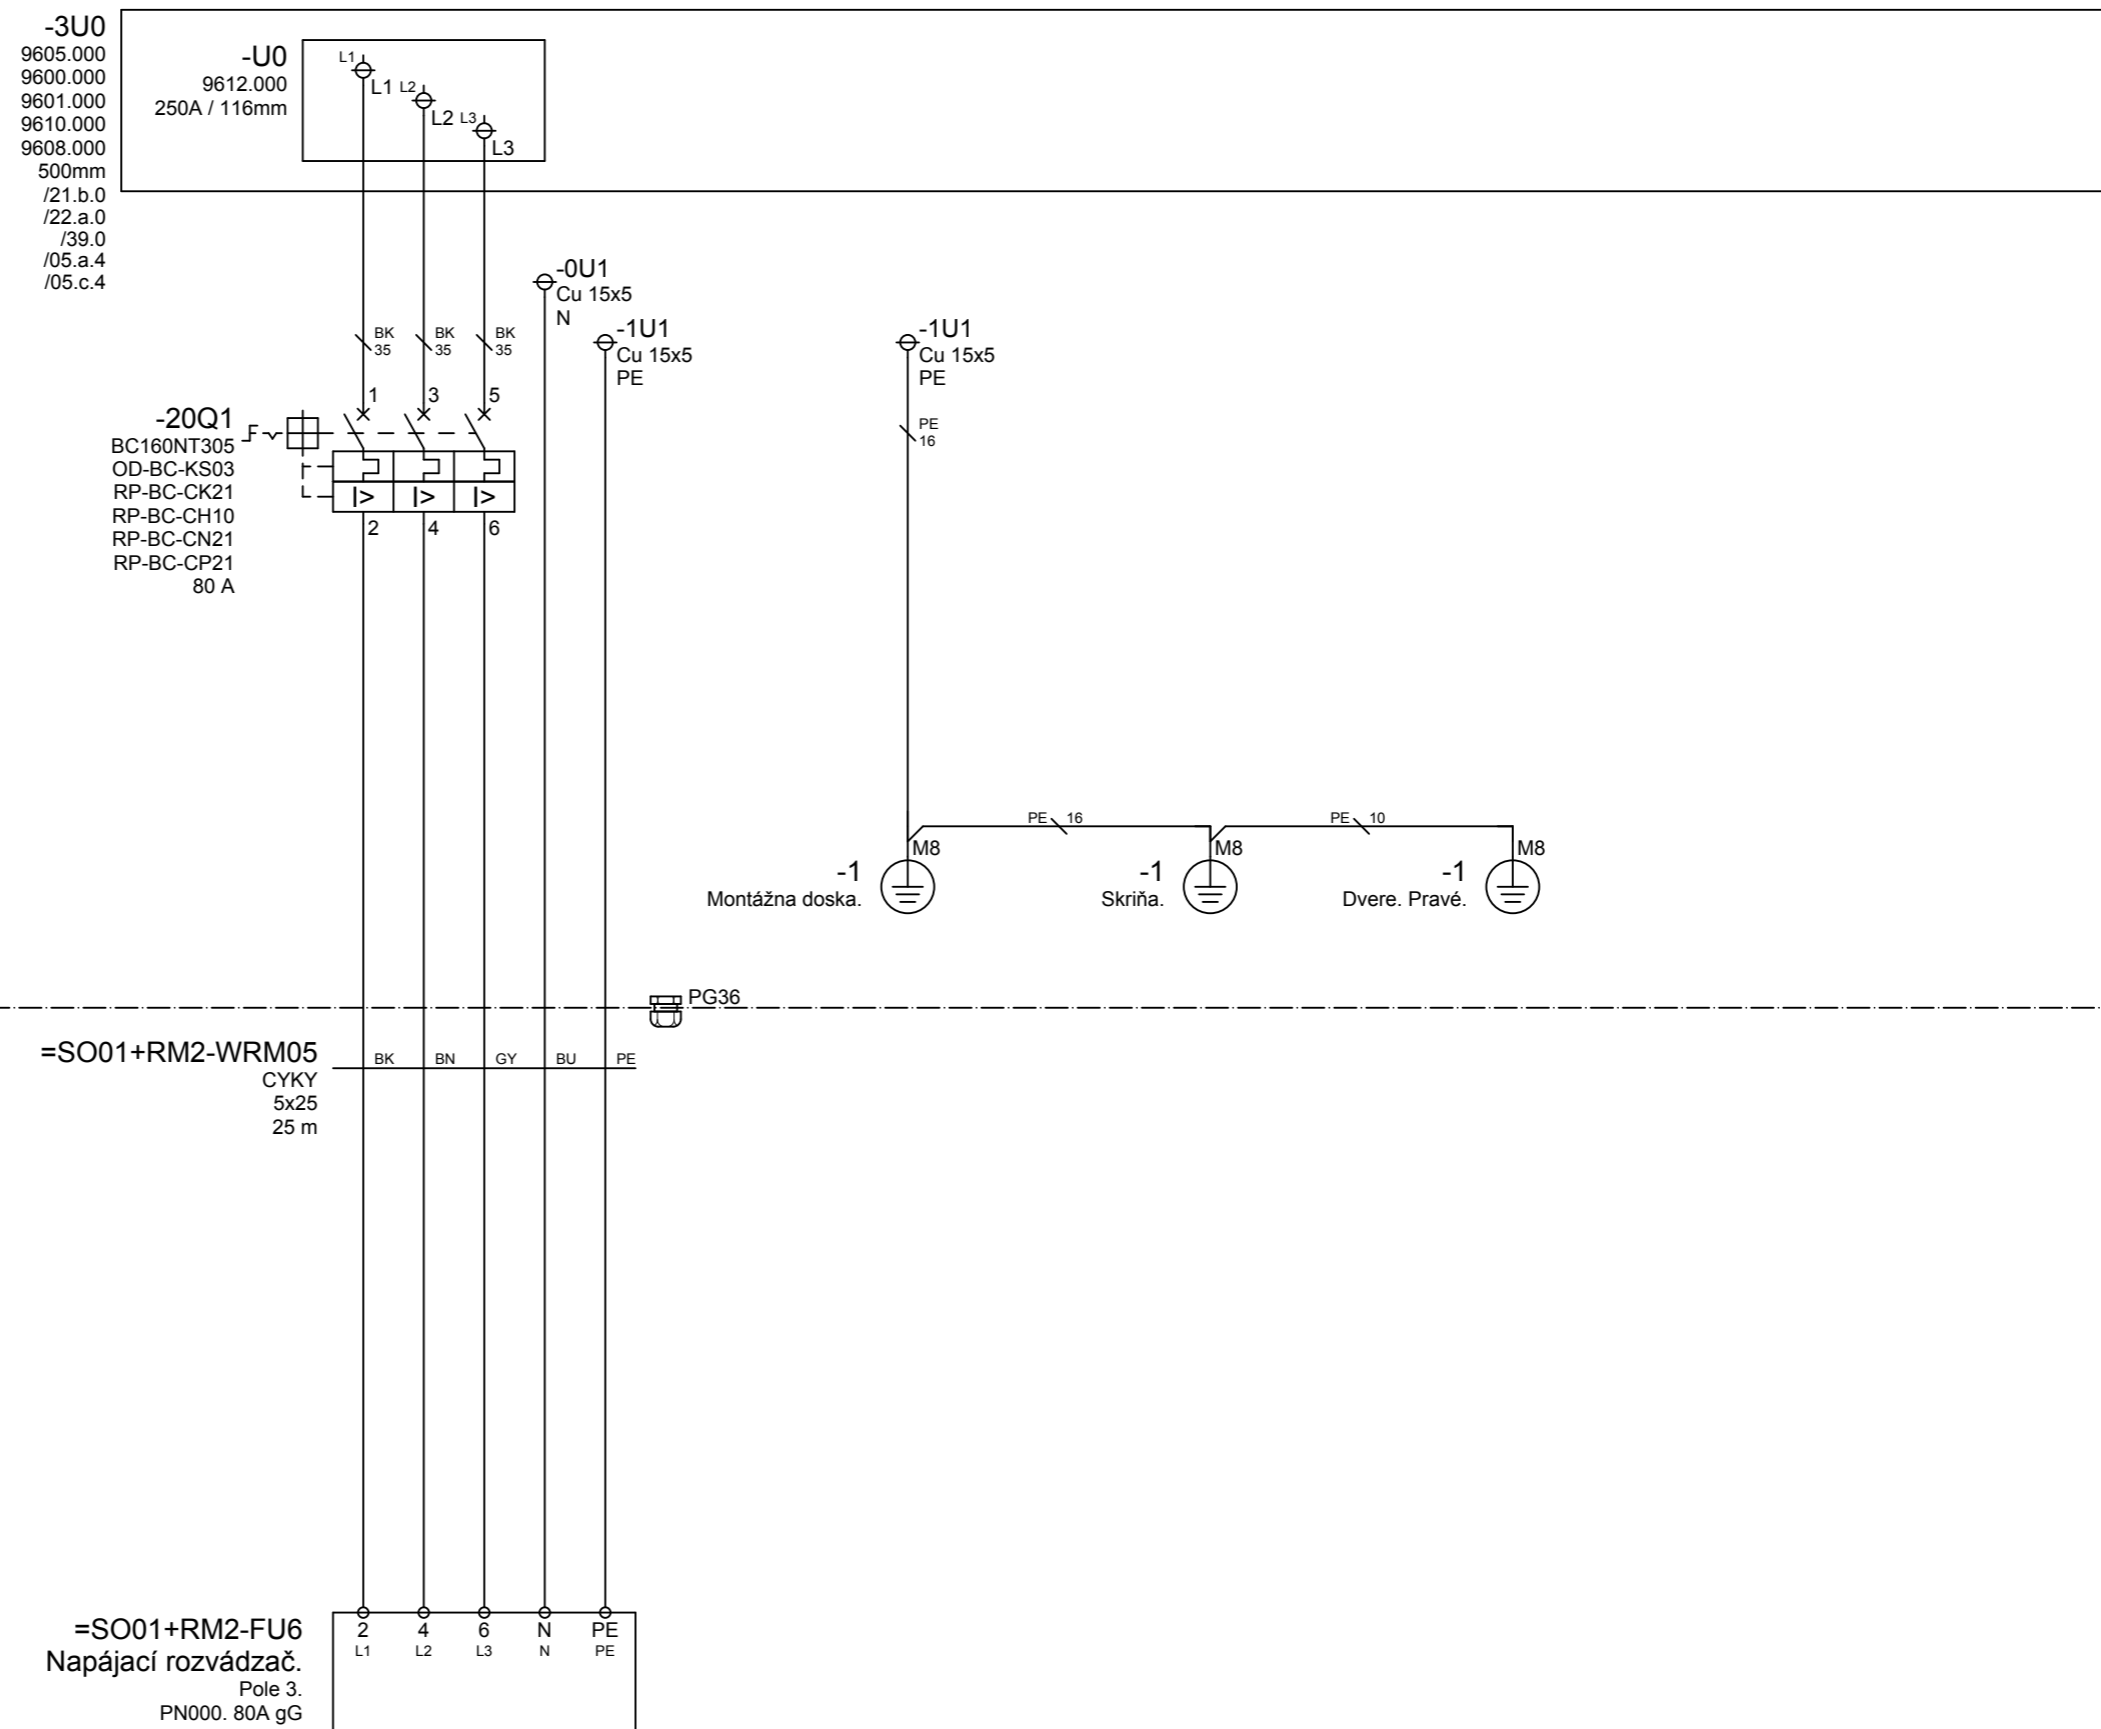 -3U0
9605.000
9600.000
9601.000
9610.000
9608.000
500mm
/21.b.0
/22.a.0
/39.0
/05.a.4
/05.c.4
-U0
9612.000
250A / 116mm
L1
L1
L2
L2
L3
L3
BK
35
BK
35
BK
35
-0U1
Cu 15x5
N
-1U1
Cu 15x5
PE
-1U1
Cu 15x5
PE
PE
16
-20Q1
BC160NT305
OD-BC-KS03
RP-BC-CK21
RP-BC-CH10
RP-BC-CN21
RP-BC-CP21
80 A
1
3
5
I>
I>
I>
2
4
6
PE 16
PE 10
M8
M8
M8
-1
Montážna doska.
-1
Skriňa.
-1
Dvere. Pravé.
PG36
=SO01+RM2-WRM05
CYKY
5x25
25 m
BK BN GY BU PE
=SO01+RM2-FU6
Napájací rozvádzač.
Pole 3.
PN000. 80A gG
2 4 6 N PE
L1 L2 L3 N PE